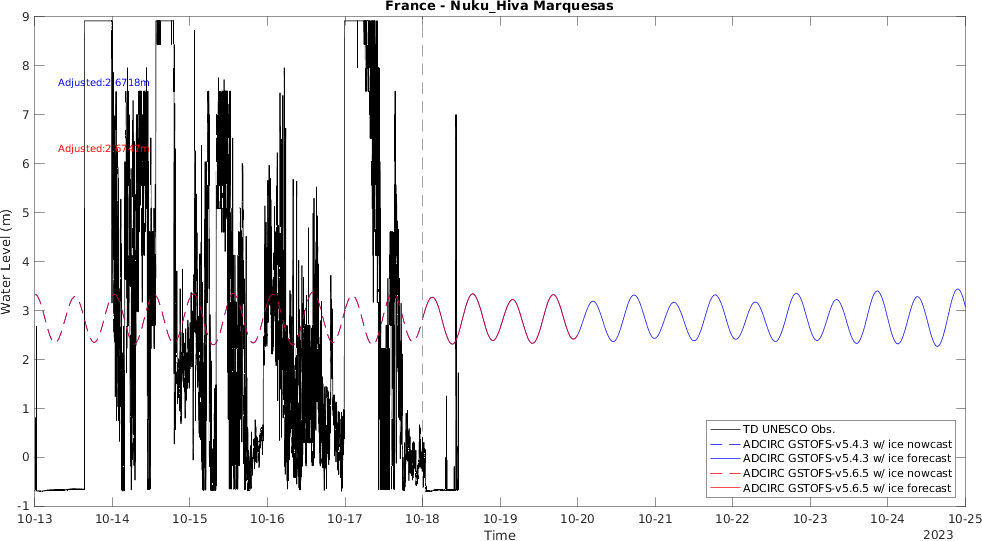 France - Nuku_Hiva Marquesas
9
8
7
6
5
4
3
2
1
0
-1
Water Level (m)
Adjusted:2.6718m
10-13 10-14 10-15 10-16 10-17 10-18 10-19 10-20 10-21 10-22 10-23 10-24 10-25
Time
2023
TD UNESCO Obs.
ADCIRC GSTOFS-v5.4.3 w/ ice nowcast
ADCIRC GSTOFS-v5.4.3 w/ ice forecast
ADCIRC GSTOFS-v5.6.5 w/ ice nowcast
ADCIRC GSTOFS-v5.6.5 w/ ice forecast